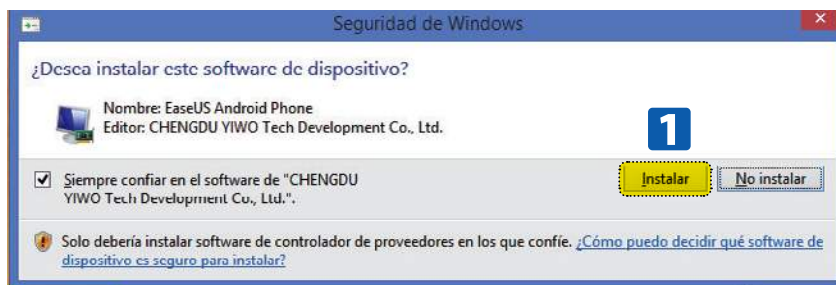 Seguridad de Windows
¿Desea instalar este software de dispositivo?
Nombre: EaseUS Android Phone
Editor: CHENGDU YIWO Tech Development Co., Ltd.
1
Siempre confiar en el software de "CHENGDU
YIWO Tech Development Co., Ltd.".
Instalar
No instalar
Solo debería instalar software de controlador de proveedores en los que confíe. ¿Cómo puedo decidir qué software de
dispositivo es seguro para instalar?